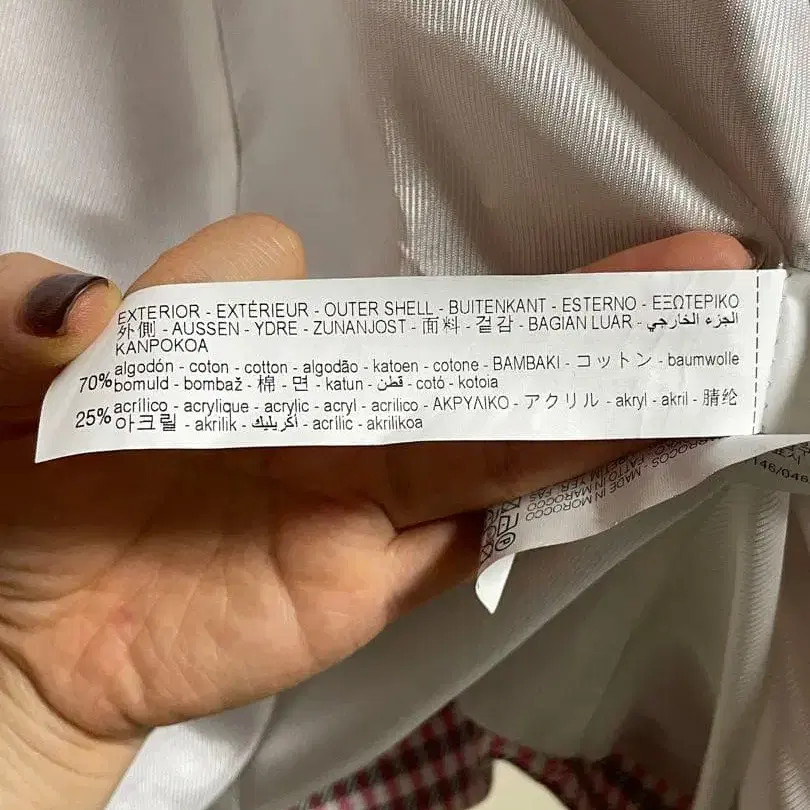 EXTERIOR - EXTÉRIEUR - OUTER SHELL - BUITENKANT - ESTERNO - ΕΞΩΤΕΡΙΚΟ
外側 - AUSSEN - YDRE - ZUNANJOST - 面料 - 겉감 - BAGIAN LUAR - الجزء الخارجي
KANPOKOA
70% algodón - coton - cotton - algodão - katoen - cotone - ΒΑΜΒΑΚΙ - コットン - baumwolle
bomuld - bombaž - 棉 - 면 - katun - قطن - cotó - kotoia
25% acrílico - acrylique - acrylic - acryl - acrilico - ΑΚΡΥΛΙΚΟ - アクリル - akryl - akril - 腈纶
아크릴 - akrilik - أكريليك - acrílic - akrilikoa
MADE IN MOROCCO
146/046